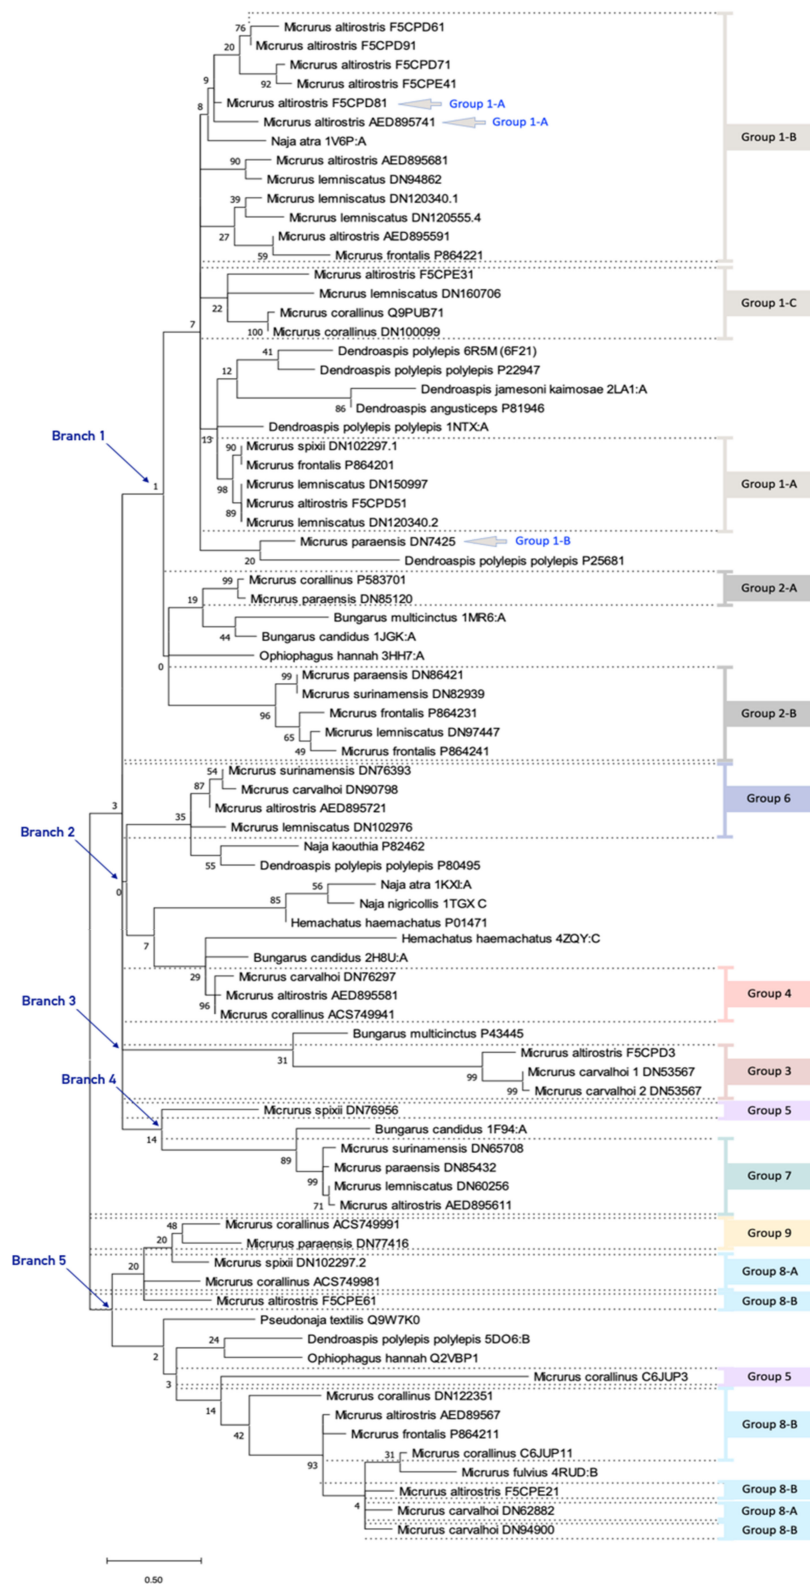 76
Micrurus altirostris F5CPD61
20
Micrurus altirostris F5CPD91
Micrurus altirostris F5CPD71
9
92
Micrurus altirostris F5CPE41
8
Micrurus altirostris F5CPD81
Group 1-A
Micrurus altirostris AED895741
Group 1-A
Group 1-B
Naja atra 1V6P:A
90
Micrurus altirostris AED895681
Micrurus lemniscatus DN94862
39
Micrurus lemniscatus DN120340.1
Micrurus lemniscatus DN120555.4
27
Micrurus altirostris AED895591
59
Micrurus frontalis P864221
Micrurus altirostris F5CPE31
Micrurus lemniscatus DN160706
Group 1-C
22
Micrurus corallinus Q9PUB71
7
100
Micrurus corallinus DN100099
41
Dendroaspis polylepis 6R5M (6F21)
12
Dendroaspis polylepis polylepis P22947
Dendroaspis jamesoni kaimosae 2LA1:A
86
Dendroaspis angusticeps P81946
Dendroaspis polylepis polylepis 1NTX:A
Branch 1
13
90
Micrurus spixii DN102297.1
Micrurus frontalis P864201
1
98
Micrurus lemniscatus DN150997
Group 1-A
Micrurus altirostris F5CPD51
89
Micrurus lemniscatus DN120340.2
Micrurus paraensis DN7425
Group 1-B
20
Dendroaspis polylepis polylepis P25681
99
Micrurus corallinus P583701
Group 2-A
19
Micrurus paraensis DN85120
Bungarus multicinctus 1MR6:A
44
Bungarus candidus 1JGK:A
Ophiophagus hannah 3HH7:A
0
99
Micrurus paraensis DN86421
Micrurus surinamensis DN82939
96
Micrurus frontalis P864231
Group 2-B
65
Micrurus lemniscatus DN97447
49
Micrurus frontalis P864241
54
Micrurus surinamensis DN76393
87
Micrurus carvalhoi DN90798
Group 6
3
35
Micrurus altirostris AED895721
Micrurus lemniscatus DN102976
Branch 2
Naja kaouthia P82462
55
Dendroaspis polylepis polylepis P80495
0
56
Naja atra 1KXI:A
85
Naja nigricollis 1TGX C
Hemachatus haemachatus P01471
7
Hemachatus haemachatus 4ZQY:C
Bungarus candidus 2H8U:A
29
Micrurus carvalhoi DN76297
Branch 3
96
Micrurus altirostris AED895581
Group 4
Micrurus corallinus ACS749941
Bungarus multicinctus P43445
31
Micrurus altirostris F5CPD3
99
Micrurus carvalhoi 1 DN53567
Group 3
Branch 4
99
Micrurus carvalhoi 2 DN53567
Micrurus spixii DN76956
Group 5
14
Bungarus candidus 1F94:A
89
Micrurus surinamensis DN65708
99
Micrurus paraensis DN85432
Group 7
Micrurus lemniscatus DN60256
71
Micrurus altirostris AED895611
48
Micrurus corallinus ACS749991
Group 9
20
Micrurus paraensis DN77416
Branch 5
20
Micrurus spixii DN102297.2
Group 8-A
Micrurus corallinus ACS749981
Micrurus altirostris F5CPE61
Group 8-B
Pseudonaja textilis Q9W7K0
24
Dendroaspis polylepis polylepis 5DO6:B
2
Ophiophagus hannah Q2VBP1
3
Micrurus corallinus C6JUP3
Group 5
14
Micrurus corallinus DN122351
Micrurus altirostris AED89567
Group 8-B
42
Micrurus frontalis P864211
31
Micrurus corallinus C6JUP11
93
Micrurus fulvius 4RUD:B
Micrurus altirostris F5CPE21
Group 8-B
4
Micrurus carvalhoi DN62882
Group 8-A
Micrurus carvalhoi DN94900
Group 8-B
0.50